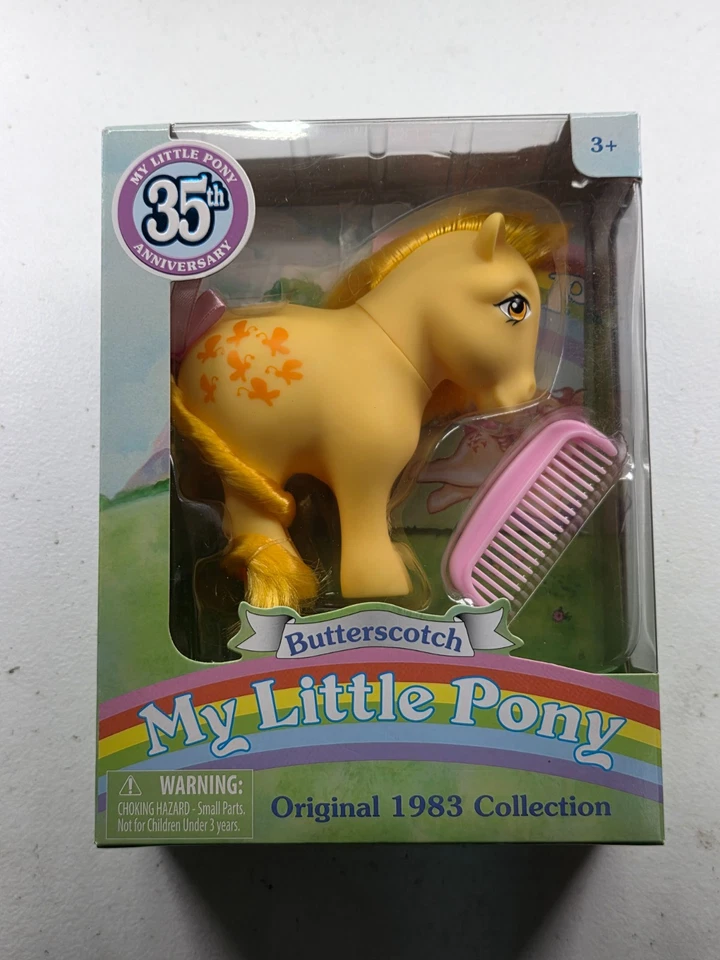 MY LITTLE PONY
35th
ANNIVERSARY
3+
Butterscotch
My Little Pony
WARNING:
CHOKING HAZARD - Small Parts.
Not for Children Under 3 years.
Original 1983 Collection